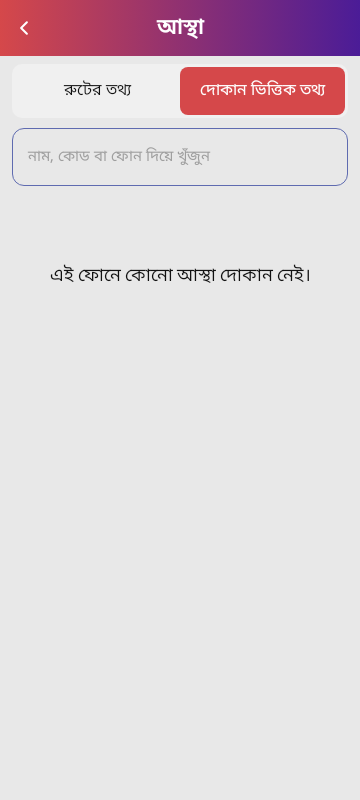 আস্থা
রুটের তথ্য
দোকান ভিত্তিক তথ্য
নাম, কোড বা ফোন দিয়ে খুঁজুন
এই ফোনে কোনো আস্থা দোকান নেই।